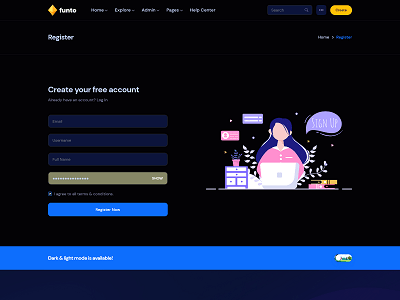 funto
Home Explore Admin Pages Help Center
Search
Create
Register
Home > Register
Create your free account
Already have an account? Log In
Email
Username
Full Name
SHOW
I agree to all terms & conditions.
Register Now
SIGN UP
Dark & light mode is available!